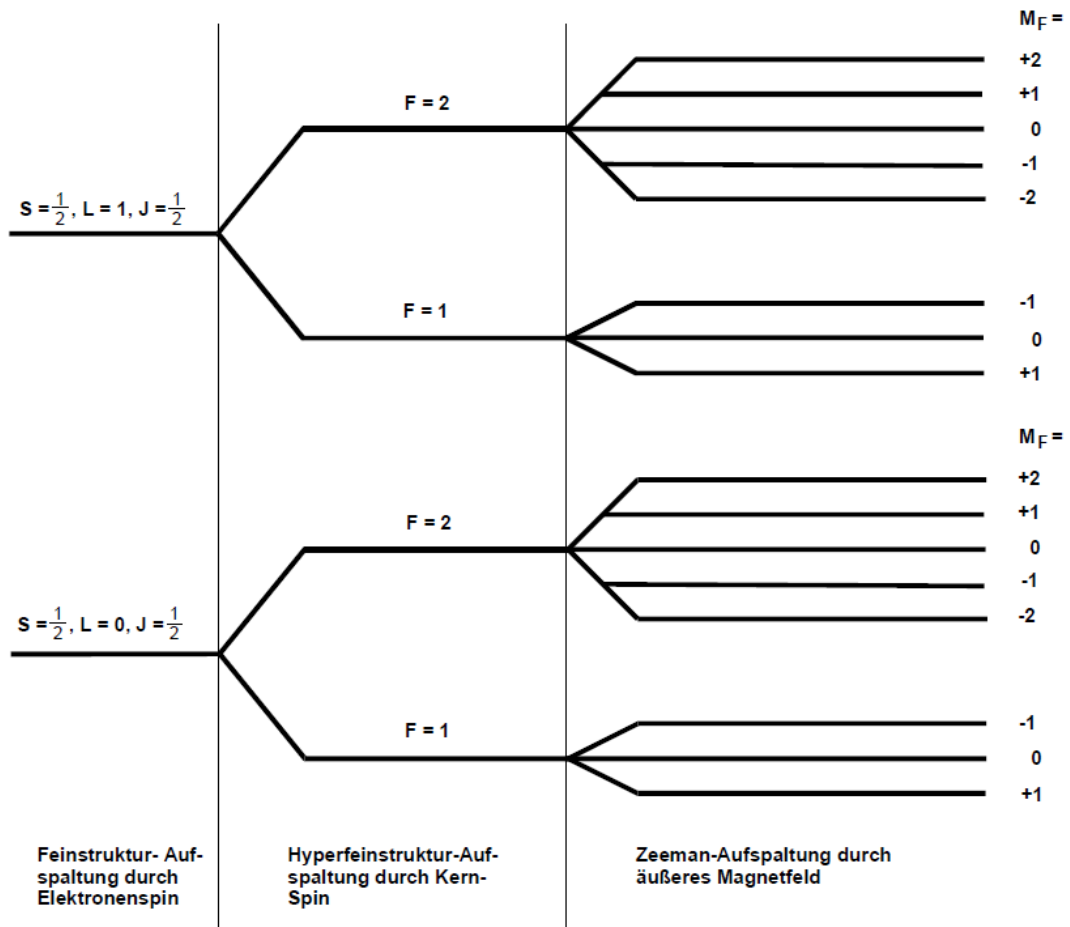 M_F =
+2
+1
F = 2
0
-1
-2
S = 1/2, L = 1, J = 1/2
F = 1
-1
0
+1
M_F =
+2
+1
F = 2
0
-1
-2
S = 1/2, L = 0, J = 1/2
F = 1
-1
0
+1
Feinstruktur- Auf-
spaltung durch
Elektronenspin
Hyperfeinstruktur-Auf-
spaltung durch Kern-
Spin
Zeeman-Aufspaltung durch
äußeres Magnetfeld